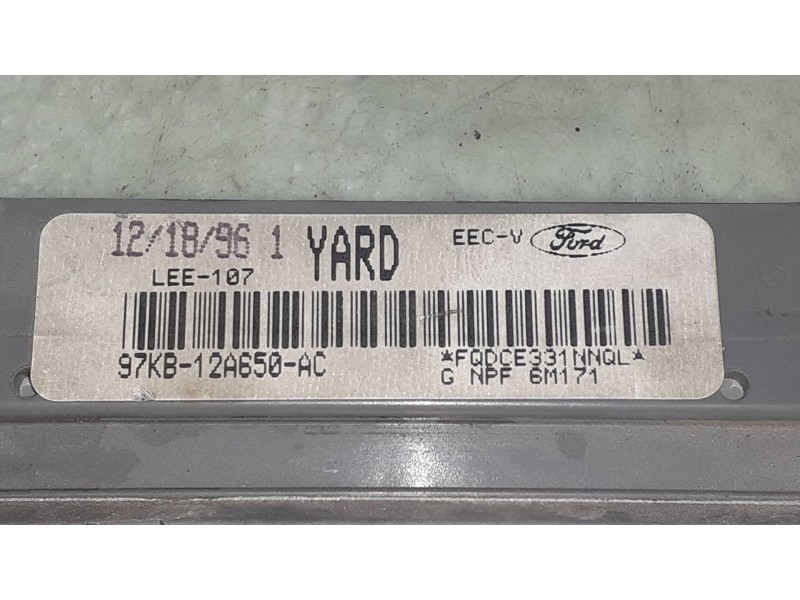 12/18/96 1 YARD EEC-V Ford
LEE-107
97KB-12A650-AC *FQDCE331NNQL*
G NPF 6M171